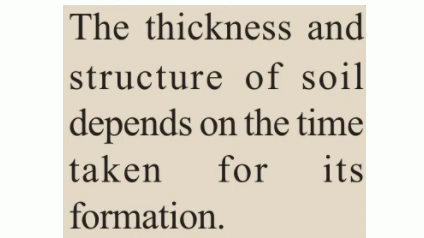 The thickness and
structure of soil
depends on the time
taken for its
formation.